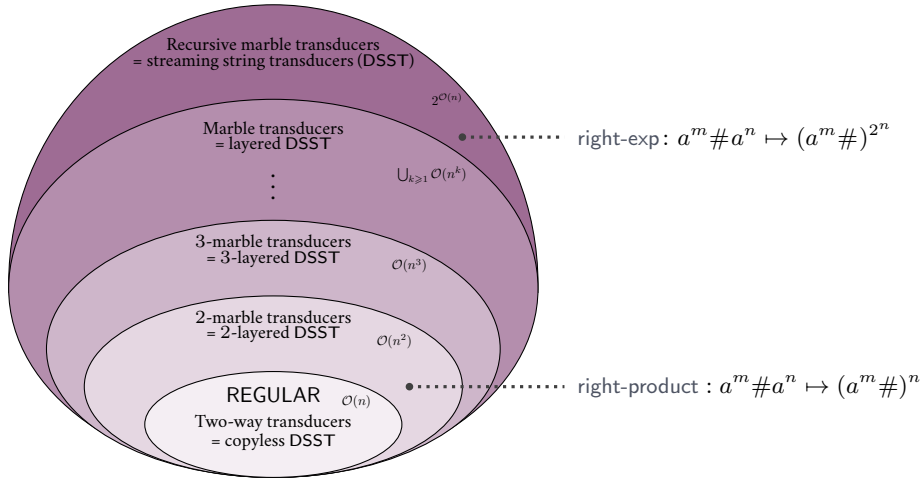 Recursive marble transducers
= streaming string transducers (DSST)
2^{𝒪(n)}
Marble transducers
= layered DSST
right-exp: a^m#a^n ↦ (a^m#)^{2^n}
⋃_{k⩾1} 𝒪(n^k)
⋮
3-marble transducers
= 3-layered DSST
𝒪(n^3)
2-marble transducers
= 2-layered DSST
𝒪(n^2)
right-product : a^m#a^n ↦ (a^m#)^n
REGULAR
𝒪(n)
Two-way transducers
= copyless DSST